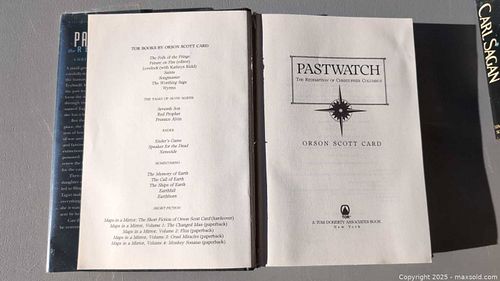 TOR BOOKS BY ORSON SCOTT CARD
The Folk of the Fringe
Future on Fire (editor)
Lovelock (with Kathryn Kidd)
Saints
Songmaster
The Worthing Saga
Wyrms
THE TALES OF ALVIN MAKER
Seventh Son
Red Prophet
Prentice Alvin
ENDER
Ender's Game
Speaker for the Dead
Xenocide
HOMECOMING
The Memory of Earth
The Call of Earth
The Ships of Earth
Earthfall
Earthborn
SHORT FICTION
Maps in a Mirror: The Short Fiction of Orson Scott Card (hardcover)
Maps in a Mirror, Volume 1: The Changed Man (paperback)
Maps in a Mirror, Volume 2: Flux (paperback)
Maps in a Mirror, Volume 3: Cruel Miracles (paperback)
Maps in a Mirror, Volume 4: Monkey Sonatas (paperback)
PASTWATCH
THE REDEMPTION OF CHRISTOPHER COLUMBUS
ORSON SCOTT CARD
A TOM DOHERTY ASSOCIATES BOOK
New York
CARL SAGAN
Copyright 2025 - maxsold.com